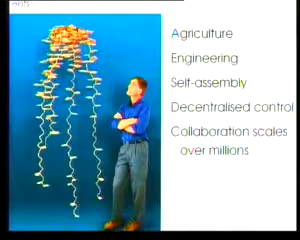 Agriculture
Engineering
Self-assembly
Decentralised control
Collaboration scales
over millions